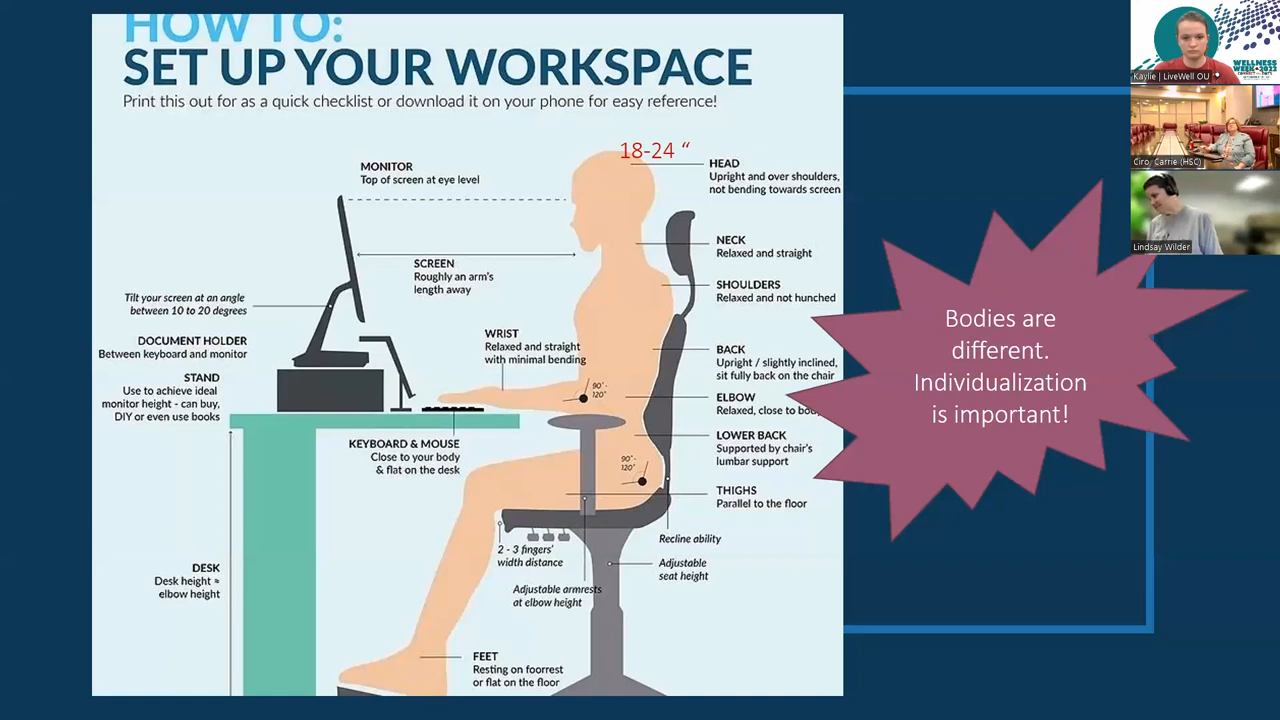 HOW TO:
SET UP YOUR WORKSPACE
Print this out for as a quick checklist or download it on your phone for easy reference!
18-24 “
MONITOR
Top of screen at eye level
HEAD
Upright and over shoulders,
not bending towards screen
NECK
Relaxed and straight
SCREEN
Roughly an arm's
length away
SHOULDERS
Relaxed and not hunched
Tilt your screen at an angle
between 10 to 20 degrees
WRIST
Relaxed and straight
with minimal bending
DOCUMENT HOLDER
Between keyboard and monitor
BACK
Upright / slightly inclined,
sit fully back on the chair
STAND
Use to achieve ideal
monitor height - can buy,
DIY or even use books
90°-
120°
ELBOW
Relaxed, close to
KEYBOARD & MOUSE
Close to your body
& flat on the desk
LOWER BACK
Supported by chair's
lumbar support
90°-
120°
THIGHS
Parallel to the floor
Recline ability
2 - 3 fingers'
width distance
Adjustable
seat height
DESK
Desk height ≈
elbow height
Adjustable armrests
at elbow height
FEET
Resting on foorrest
or flat on the floor
Bodies are
different.
Individualization
is important!
Kaylie | LiveWell OU
WELLNESS
WEEK 2022
Ciro, Carrie (HSC)
Lindsay Wilder